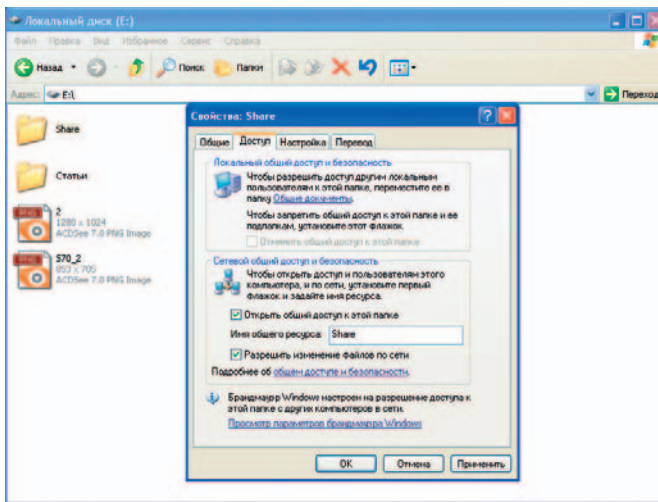 Локальный диск (E:)
Файл Правка Вид Избранное Сервис Справка
Назад Поиск Папки
Адрес: E:\ Переход
Share
Статьи
2
1280 x 1024
ACDSee 7.0 PNG Image
S70_2
853 x 705
ACDSee 7.0 PNG Image
Свойства: Share
Общие Доступ Настройка Перевод
Локальный общий доступ и безопасность
Чтобы разрешить доступ другим локальным
пользователям к этой папке, переместите ее в
папку Общие документы.
Чтобы запретить общий доступ к этой папке и ее
подпапкам, установите этот флажок.
Отменить общий доступ к этой папке
Сетевой общий доступ и безопасность
Чтобы открыть доступ и пользователям этого
компьютера, и по сети, установите первый
флажок и задайте имя ресурса.
Открыть общий доступ к этой папке
Имя общего ресурса: Share
Разрешить изменение файлов по сети
Подробнее об общем доступе и безопасности.
Брандмауэр Windows настроен на разрешение доступа к
этой папке с других компьютеров в сети.
Просмотр параметров брандмауэра Windows
OK Отмена Применить